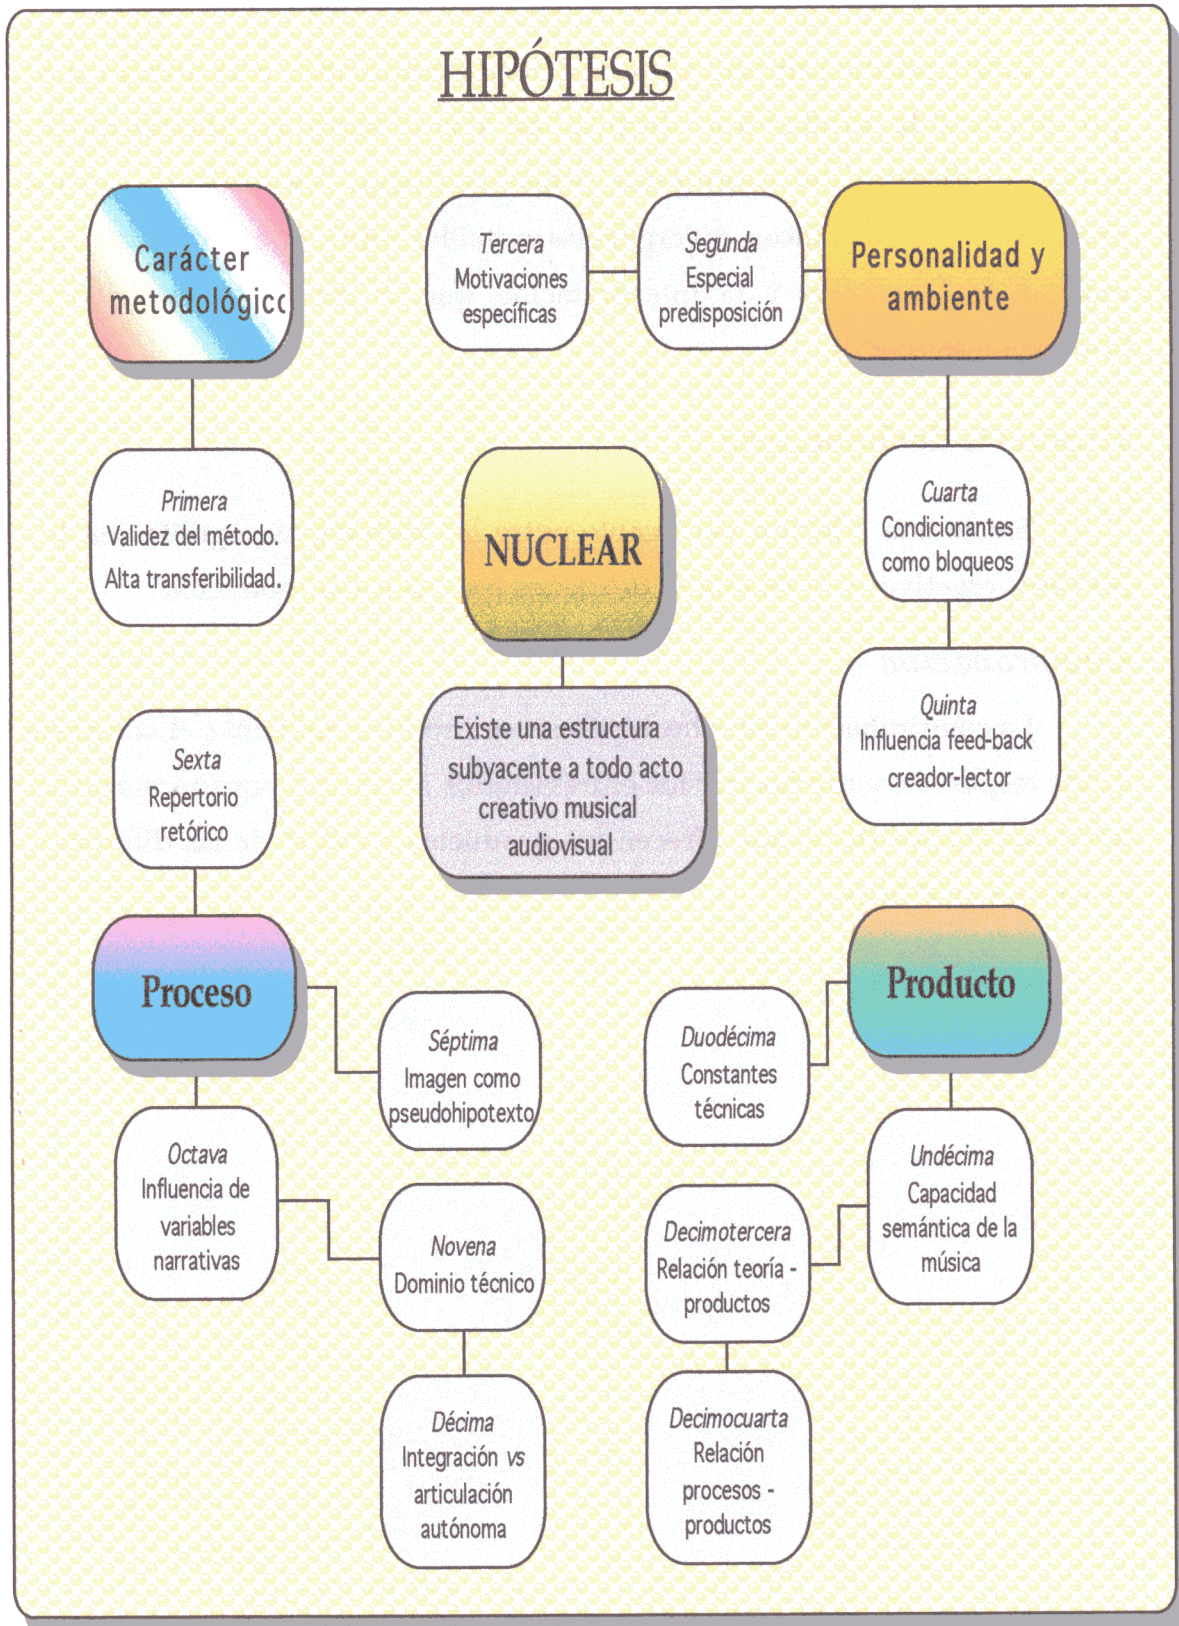 HIPÓTESIS
Carácter
metodológico
Primera
Validez del método.
Alta transferibilidad.
Tercera
Motivaciones
específicas
Segunda
Especial
predisposición
Personalidad y
ambiente
Cuarta
Condicionantes
como bloqueos
Quinta
Influencia feed-back
creador-lector
NUCLEAR
Existe una estructura
subyacente a todo acto
creativo musical
audiovisual
Sexta
Repertorio
retórico
Proceso
Séptima
Imagen como
pseudohipotexto
Octava
Influencia de
variables
narrativas
Novena
Dominio técnico
Décima
Integración vs
articulación
autónoma
Producto
Duodécima
Constantes
técnicas
Undécima
Capacidad
semántica de la
música
Decimotercera
Relación teoría -
productos
Decimocuarta
Relación
procesos -
productos